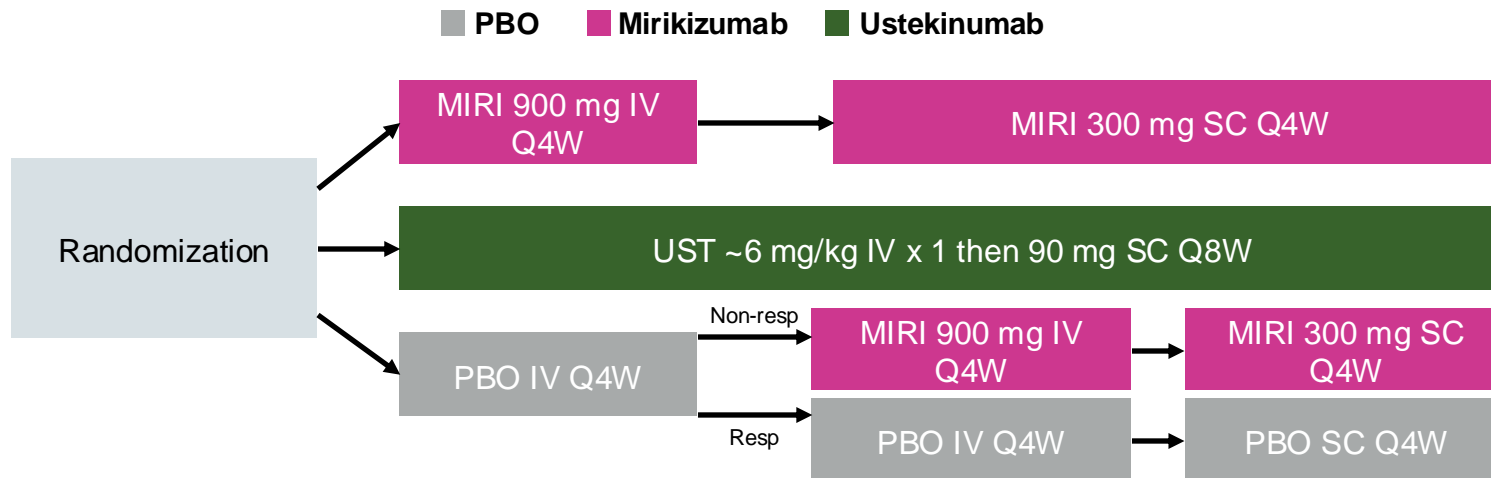 PBO Mirikizumab Ustekinumab
MIRI 900 mg IV
Q4W
MIRI 300 mg SC Q4W
Randomization
UST ~6 mg/kg IV x 1 then 90 mg SC Q8W
PBO IV Q4W
Non-resp
MIRI 900 mg IV
Q4W
MIRI 300 mg SC
Q4W
Resp
PBO IV Q4W
PBO SC Q4W